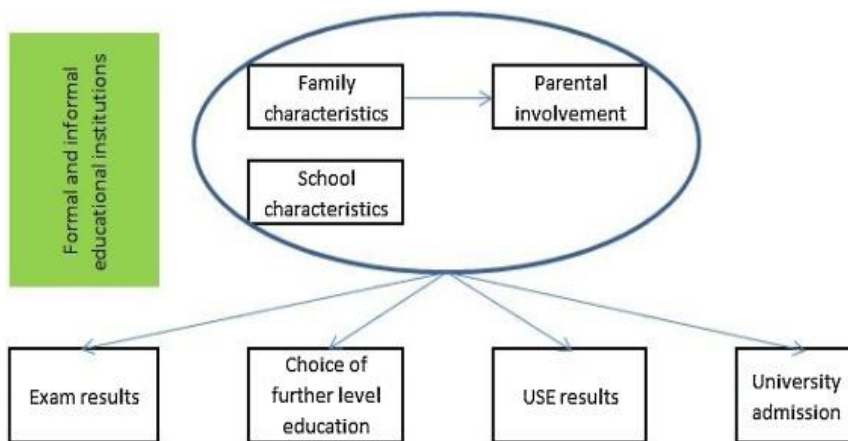 Formal and informal
educational institutions
Family
characteristics
Parental
involvement
School
characteristics
Exam results
Choice of
further level
education
USE results
University
admission